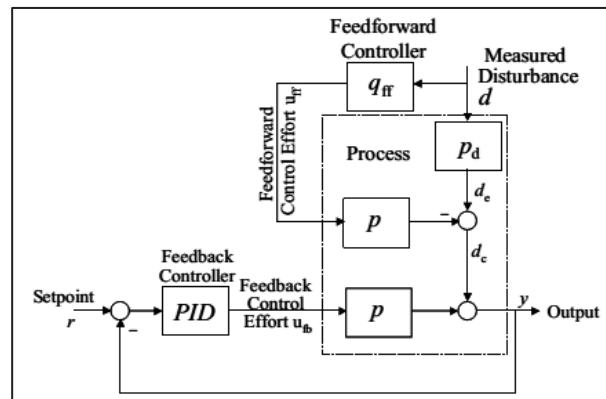 Feedforward
Controller
Measured
Disturbance
q_ff
d
Feedforward
Control Effort u_ff
Process
p_d
d_e
p
–
d_c
Feedback
Controller
Setpoint
r
–
PID
Feedback
Control
Effort u_fb
p
y
Output